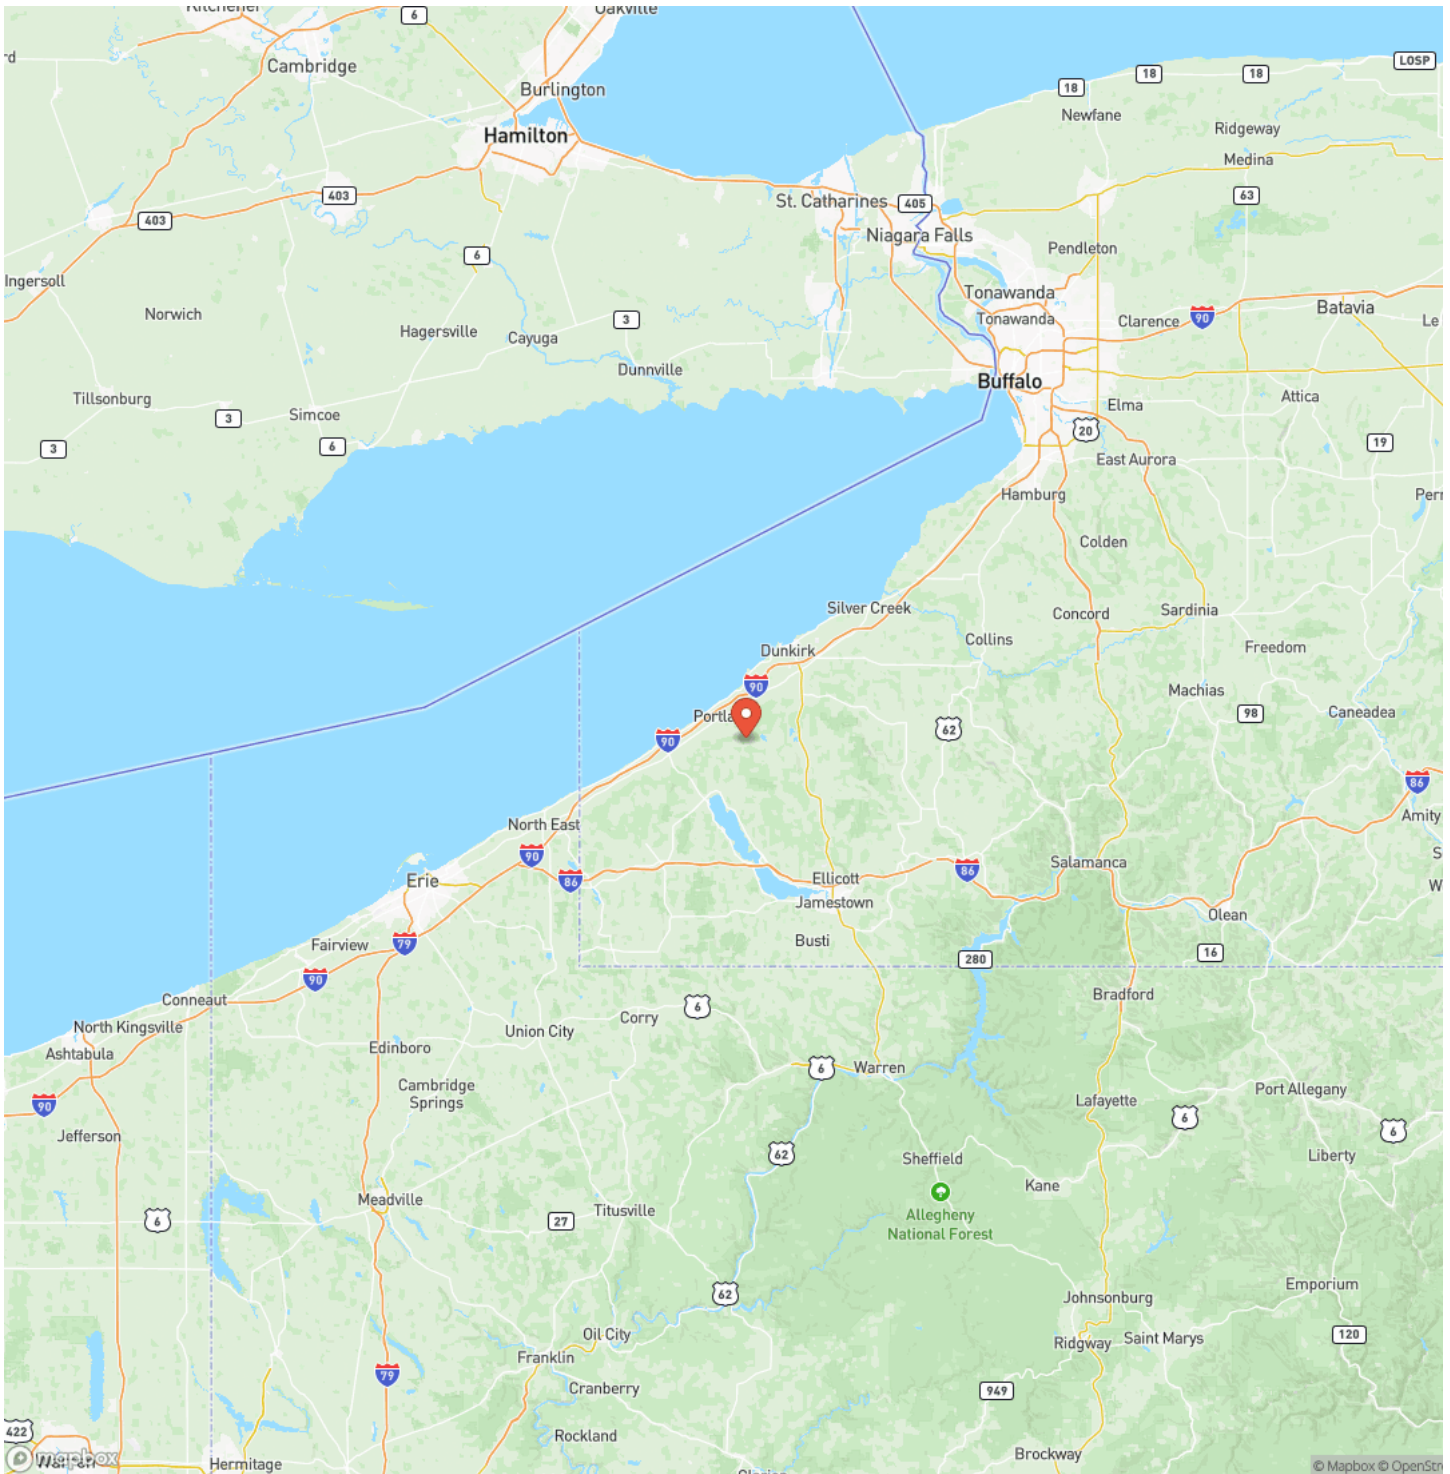 Kitchener
6
Oakville
Cambridge
18
18
LOSP
Burlington
18
Newfane
Hamilton
Ridgeway
Medina
403
63
403
St. Catharines
405
Niagara Falls
Pendleton
6
Ingersoll
Tonawanda
Norwich
3
Tonawanda
Clarence
90
Batavia
Le
Hagersville
Cayuga
Dunnville
Buffalo
Tillsonburg
Attica
Elma
Simcoe
3
20
3
6
19
East Aurora
Hamburg
Colden
Silver Creek
Concord
Sardinia
Collins
Dunkirk
Freedom
90
Machias
Portla
98
Caneadea
62
90
86
Amity
North East
90
Salamanca
S
86
Erie
Ellicott
86
W
Jamestown
Olean
Fairview
79
Busti
280
16
90
Bradford
Conneaut
6
Corry
North Kingsville
Union City
Ashtabula
Edinboro
6
Warren
Cambridge
Springs
Port Allegany
90
Lafayette
6
6
Jefferson
62
Sheffield
Liberty
Kane
Meadville
Titusville
6
27
Allegheny
National Forest
62
Emporium
Johnsonburg
Oil City
Saint Marys
120
Franklin
Ridgway
79
Cranberry
949
422
Rockland
Brockway
mapbox
Warren
Hermitage
© Mapbox © OpenStr